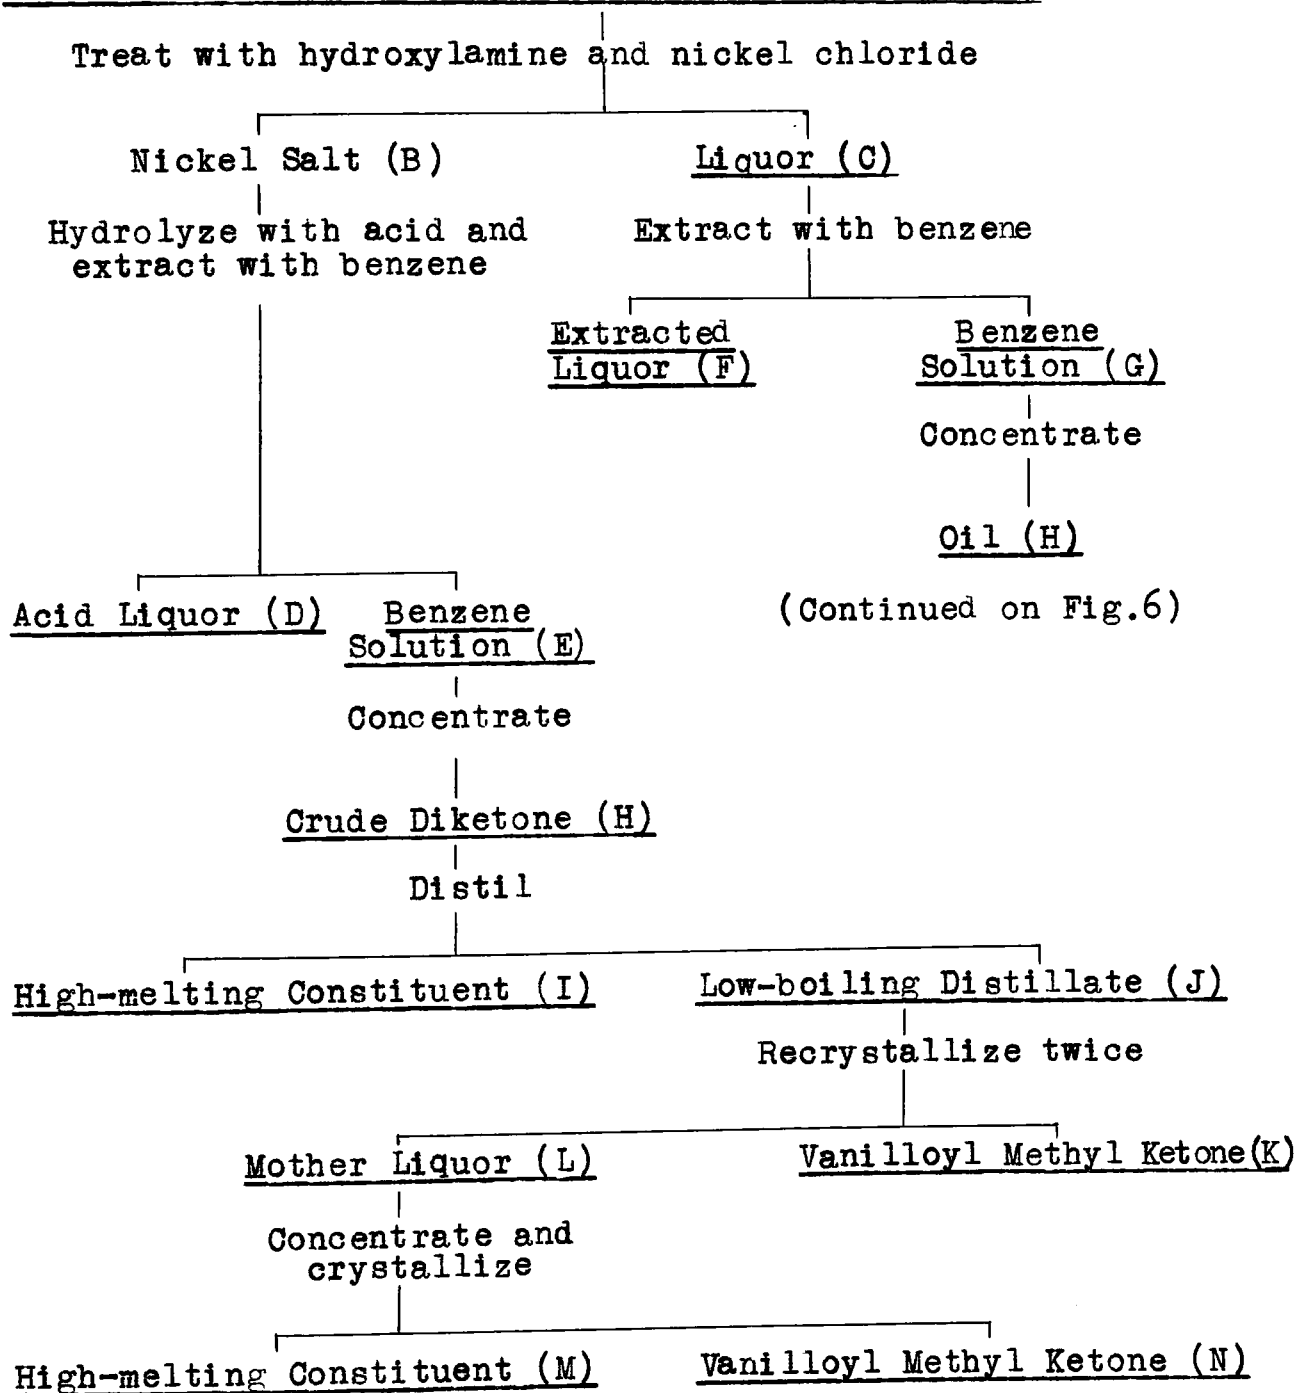 Treat with hydroxylamine and nickel chloride
Nickel Salt (B)
Liquor (C)
Hydrolyze with acid and
extract with benzene
Extract with benzene
Extracted
Liquor (F)
Benzene
Solution (G)
Concentrate
Oil (H)
(Continued on Fig.6)
Acid Liquor (D)
Benzene
Solution (E)
Concentrate
Crude Diketone (H)
Distil
High-melting Constituent (I)
Low-boiling Distillate (J)
Recrystallize twice
Mother Liquor (L)
Vanilloyl Methyl Ketone(K)
Concentrate and
crystallize
High-melting Constituent (M)
Vanilloyl Methyl Ketone (N)